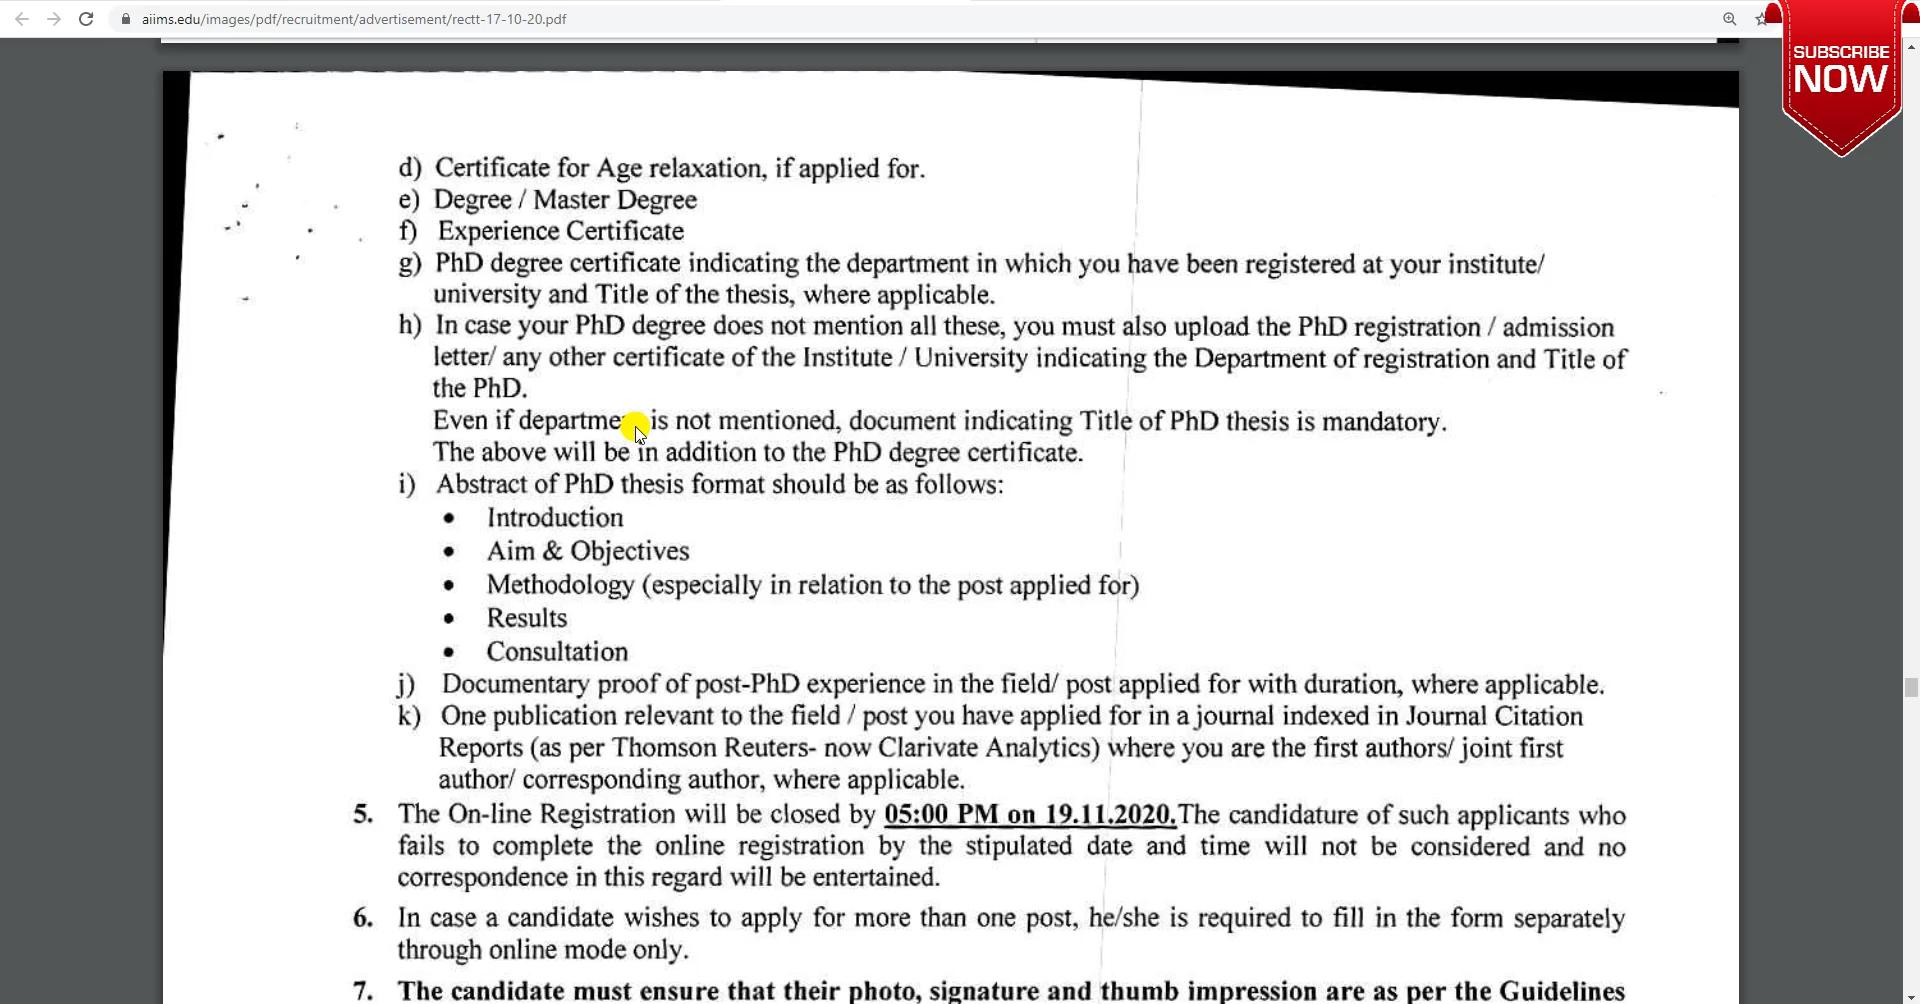 aiims.edu/images/pdf/recruitment/advertisement/rectt-17-10-20.pdf
SUBSCRIBE
NOW
d) Certificate for Age relaxation, if applied for.
e) Degree / Master Degree
f) Experience Certificate
g) PhD degree certificate indicating the department in which you have been registered at your institute/
university and Title of the thesis, where applicable.
h) In case your PhD degree does not mention all these, you must also upload the PhD registration / admission
letter/ any other certificate of the Institute / University indicating the Department of registration and Title of
the PhD.
Even if department is not mentioned, document indicating Title of PhD thesis is mandatory.
The above will be in addition to the PhD degree certificate.
i) Abstract of PhD thesis format should be as follows:
• Introduction
• Aim & Objectives
• Methodology (especially in relation to the post applied for)
• Results
• Consultation
j) Documentary proof of post-PhD experience in the field/ post applied for with duration, where applicable.
k) One publication relevant to the field / post you have applied for in a journal indexed in Journal Citation
Reports (as per Thomson Reuters- now Clarivate Analytics) where you are the first authors/ joint first
author/ corresponding author, where applicable.
5. The On-line Registration will be closed by 05:00 PM on 19.11.2020.The candidature of such applicants who
fails to complete the online registration by the stipulated date and time will not be considered and no
correspondence in this regard will be entertained.
6. In case a candidate wishes to apply for more than one post, he/she is required to fill in the form separately
through online mode only.
7. The candidate must ensure that their photo, signature and thumb impression are as per the Guidelines